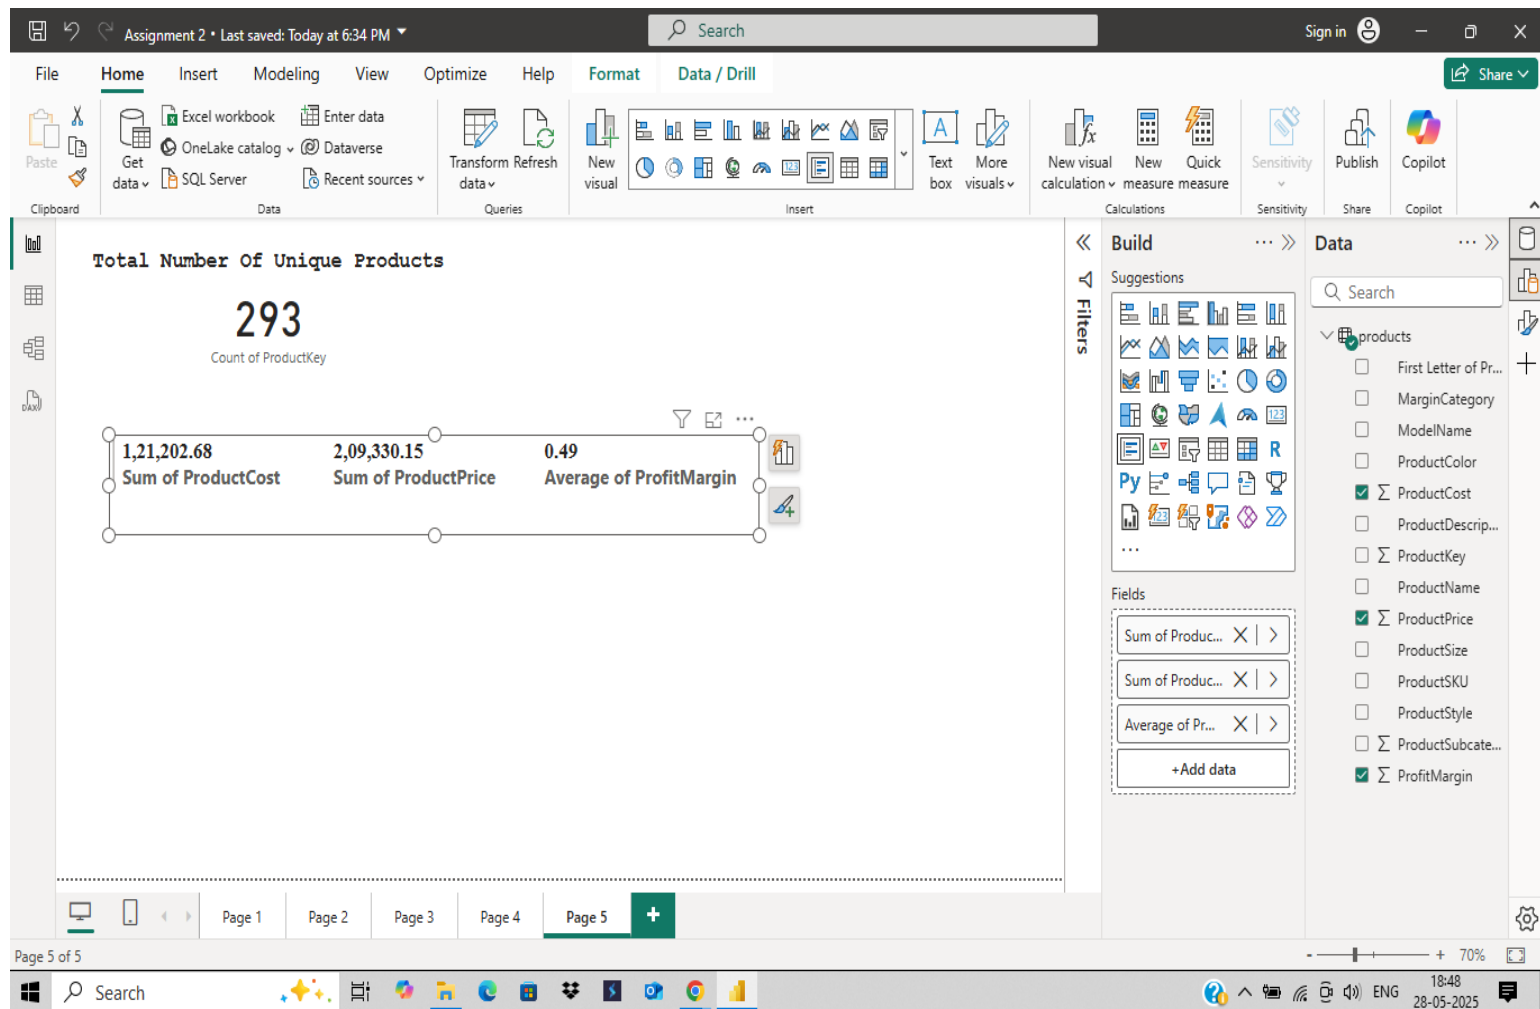 Assignment 2 • Last saved: Today at 6:34 PM
Search
Sign in
File Home Insert Modeling View Optimize Help Format Data / Drill
Share
Paste
Get data
Excel workbook
OneLake catalog
SQL Server
Enter data
Dataverse
Recent sources
Transform data
Refresh
New visual
Text box
More visuals
New visual calculation
New measure
Quick measure
Sensitivity
Publish
Copilot
Clipboard Data Queries Insert Calculations Sensitivity Share Copilot
Total Number Of Unique Products
293
Count of ProductKey
1,21,202.68 2,09,330.15 0.49
Sum of ProductCost Sum of ProductPrice Average of ProfitMargin
Filters
Build
Suggestions
123
R
Py
123
...
Fields
Sum of Produc...
Sum of Produc...
Average of Pr...
+Add data
Data
Search
products
First Letter of Pr...
MarginCategory
ModelName
ProductColor
ProductCost
ProductDescrip...
ProductKey
ProductName
ProductPrice
ProductSize
ProductSKU
ProductStyle
ProductSubcate...
ProfitMargin
DAX
Page 1 Page 2 Page 3 Page 4 Page 5
Page 5 of 5
70%
Search
ENG
18:48
28-05-2025